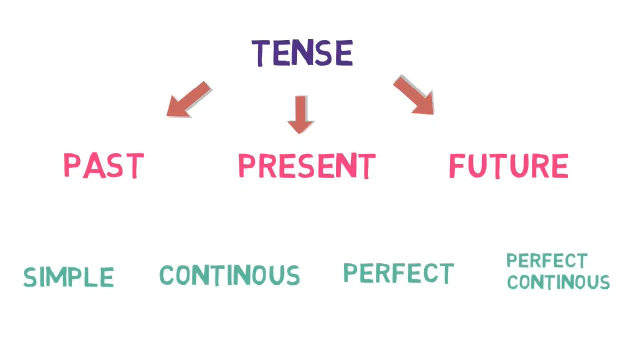 TENSE
PAST PRESENT FUTURE
SIMPLE CONTINOUS PERFECT PERFECT
CONTINOUS